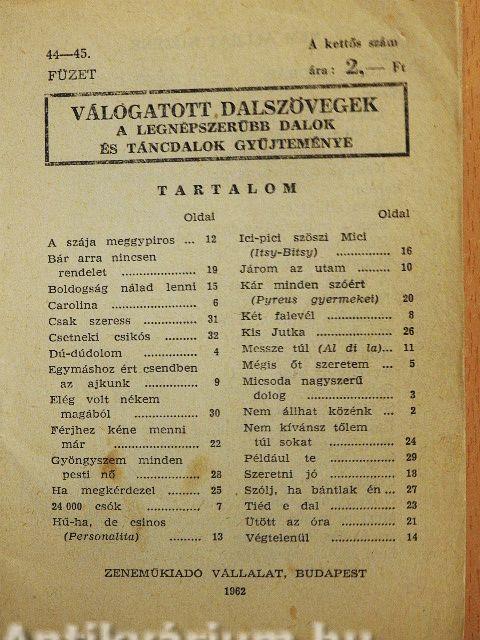 44—45.
FÜZET
A kettős szám
ára: 2,— Ft
VÁLOGATOTT DALSZÖVEGEK
A LEGNÉPSZERŰBB DALOK
ÉS TÁNCDALOK GYŰJTEMÉNYE
TARTALOM
Oldal
A szája meggypiros ... 12
Bár arra nincsen
rendelet ................ 19
Boldogság nálad lenni 15
Carolina ................ 6
Csak szeress ............ 31
Csetneki csikós ......... 32
Dú-dúdolom .............. 4
Egymáshoz ért csendben
az ajkunk ............... 9
Elég volt nékem
magából ................. 30
Férjhez kéne menni
már ..................... 22
Gyöngyszem minden
pesti nő ................ 28
Ha megkérdezel ......... 25
24 000 csók ............. 7
Hű-ha, de csinos
(Personalita) ......... 13
Oldal
Ici-pici szöszi Mici
(Itsy-Bitsy) ............ 16
Járom az utam ......... 10
Kár minden szóért
(Pyreus gyermekei) 20
Két falevél ............. 8
Kis Jutka ............... 26
Messze túl (Al di la)... 11
Mégis őt szeretem ... 5
Micsoda nagyszerű
dolog ................... 3
Nem állhat közénk ... 2
Nem kívánsz tőlem
túl sokat ............... 24
Például te .............. 29
Szeretni jó ............. 18
Szólj, ha bántlak én ... 27
Tiéd e dal .............. 23
Ütött az óra ............ 21
Végtelenül .............. 14
ZENEMŰKIADÓ VÁLLALAT, BUDAPEST
1962
Antikvárium.hu